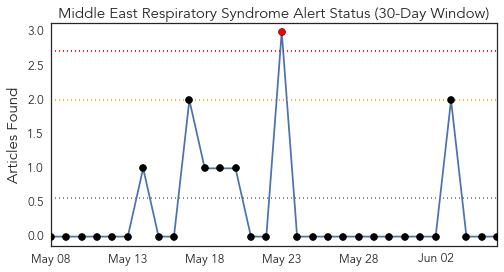 Middle East Respiratory Syndrome Alert Status (30-Day Window)
Articles Found
3.0
2.5
2.0
1.5
1.0
0.5
0.0
May 08
May 13
May 18
May 23
May 28
Jun 02